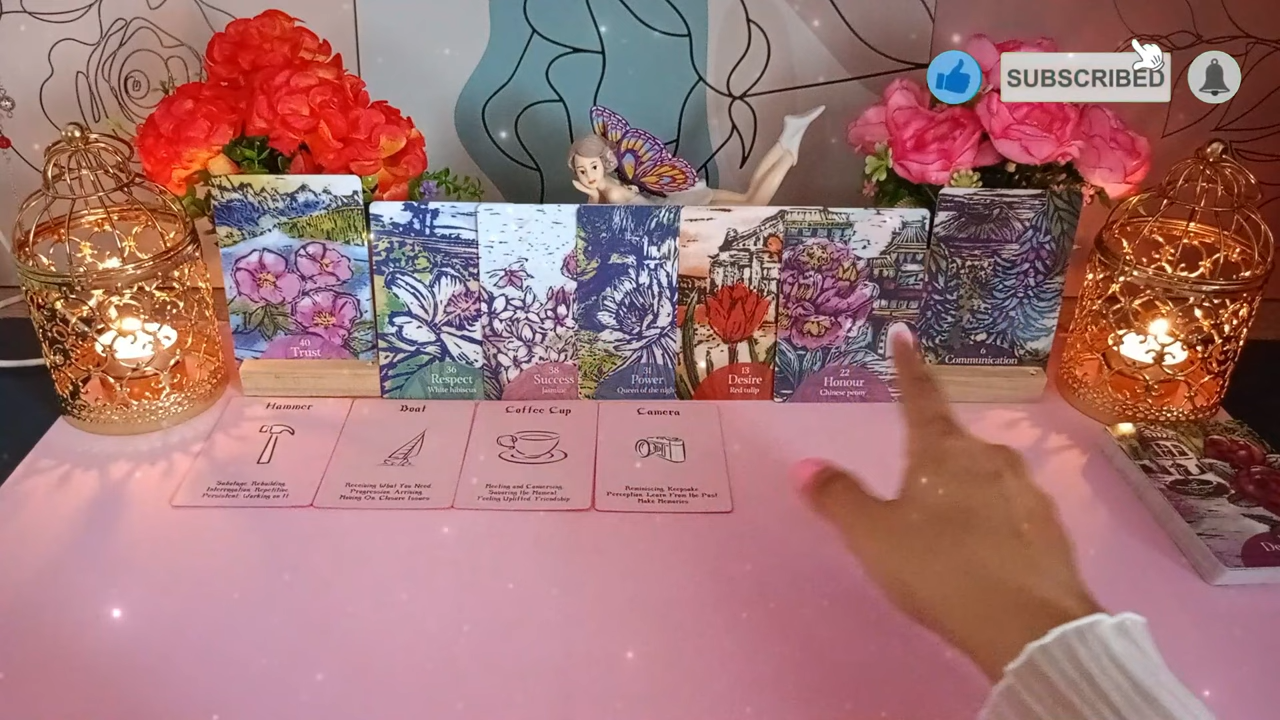 SUBSCRIBED
40
Trust
36
Respect
White hibiscus
38
Success
Jasmine
31
Power
Queen of the night
13
Desire
Red tulip
22
Honour
Chinese peony
6
Communication
Hammer
Sabotage, Rebuilding,
Interrogation, Repetitive,
Persistent, Working on It
Boat
Receiving What You Need
Progression, Arriving,
Moving On, Closure Issues
Coffee Cup
Meeting and Conversing,
Savoring the Moment,
Feeling Uplifted, Friendship
Camera
Reminiscing, Keepsake,
Perception, Learn From the Past
Make Memories